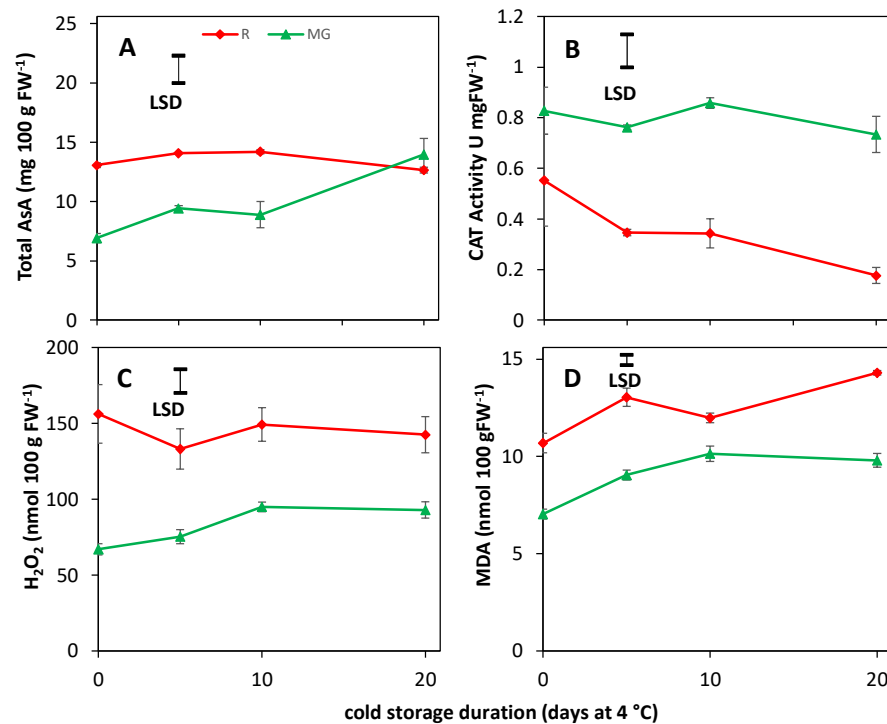 A
R MG
LSD
Total AsA (mg 100 g FW⁻¹)
25
20
15
10
5
0
B
LSD
CAT Activity U mgFW⁻¹
1.2
1
0.8
0.6
0.4
0.2
0
C
LSD
H₂O₂ (nmol 100 g FW⁻¹)
200
150
100
50
0
0 10 20
D
LSD
MDA (nmol 100 gFW⁻¹)
15
10
5
0
0 10 20
cold storage duration (days at 4 °C)